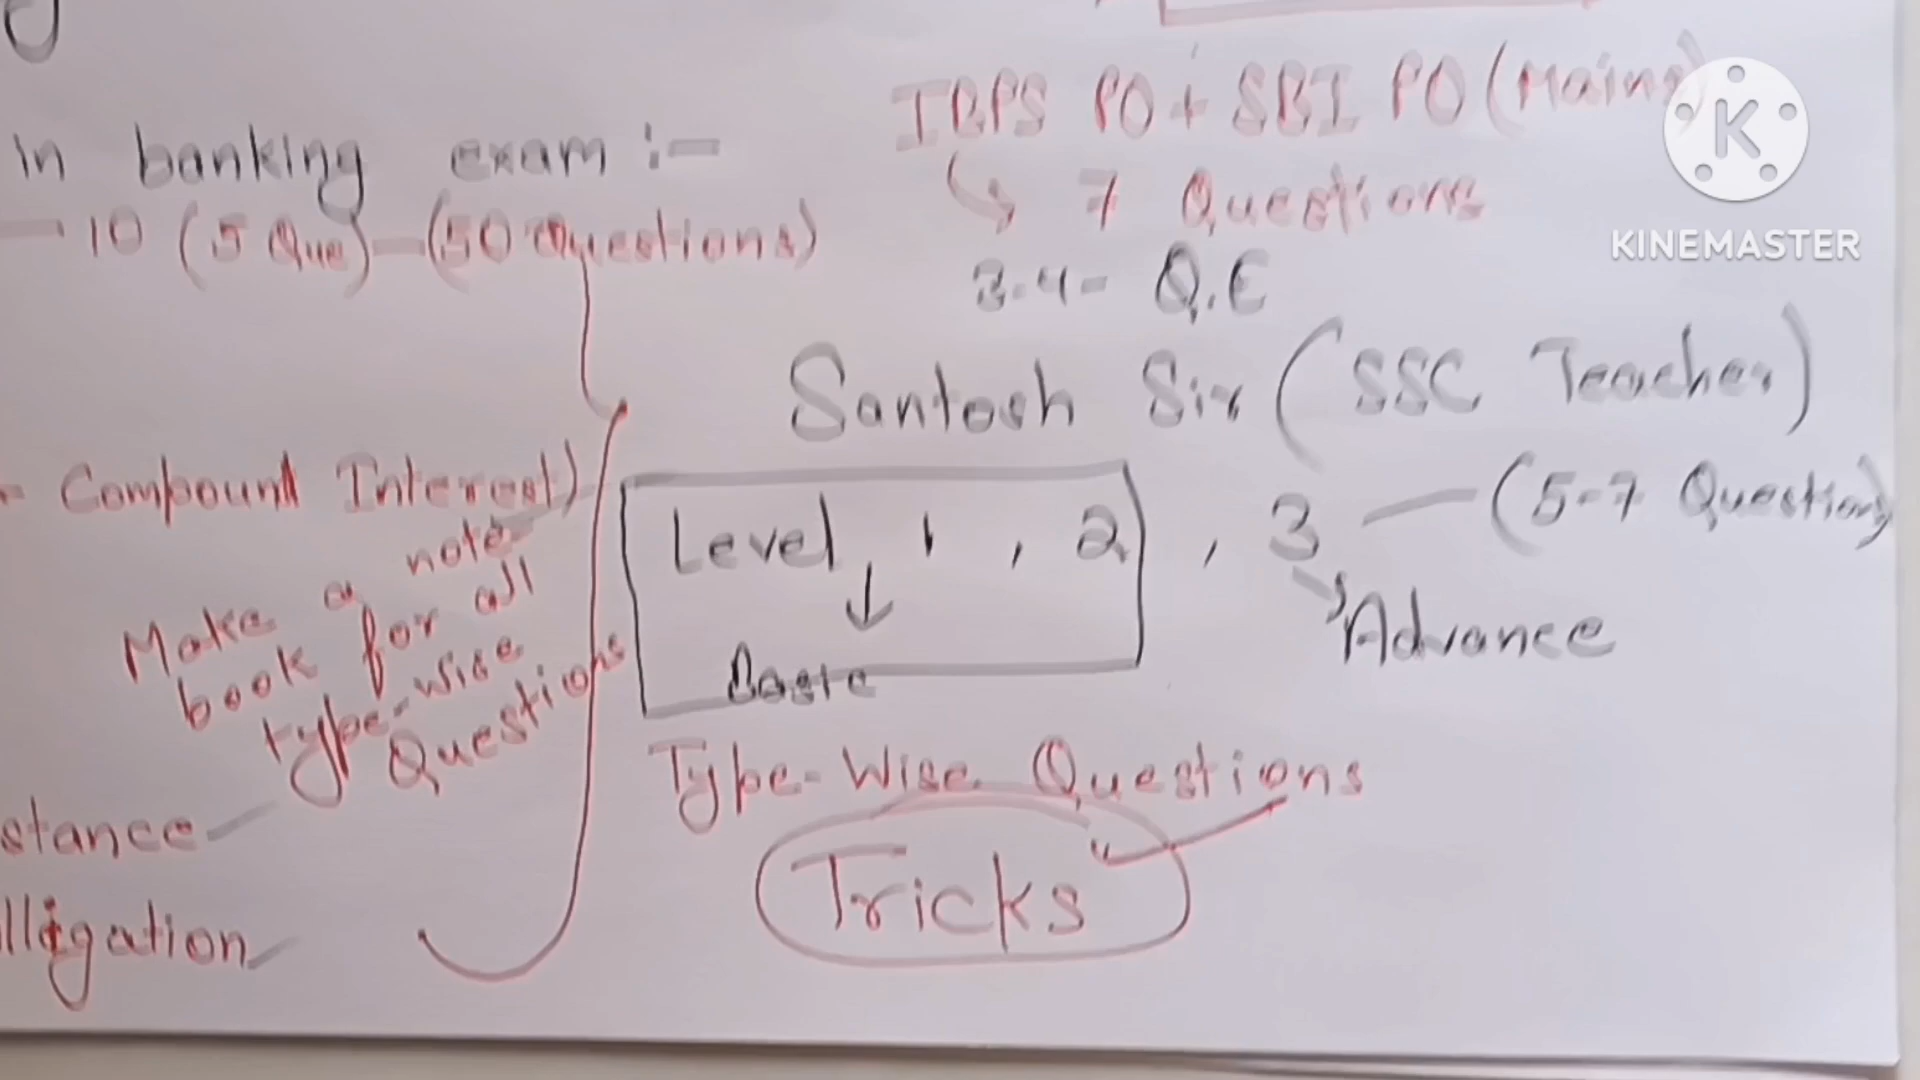 in banking exam :-
- 10 (5 Que) - (50 Questions)
IBPS PO + SBI PO (Mains)
7 Questions
3-4- Q.E
Santosh Sir (SSC Teacher)
- Compound Interest)
Level 1, 2, 3 - (5-7 Questions)
Basic
Advance
Make a note
book for all
type-wise
Questions
Type-Wise Questions
Tricks
stance
lligation
K
KINEMASTER